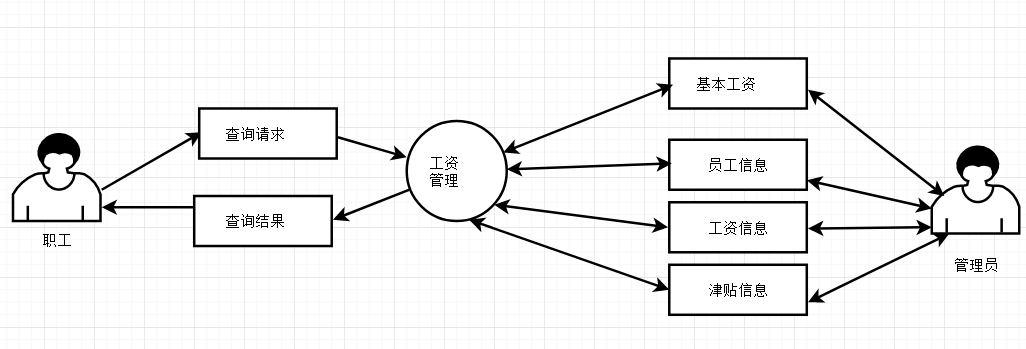 查询请求
查询结果
职工
工资
管理
基本工资
员工信息
工资信息
津贴信息
管理员